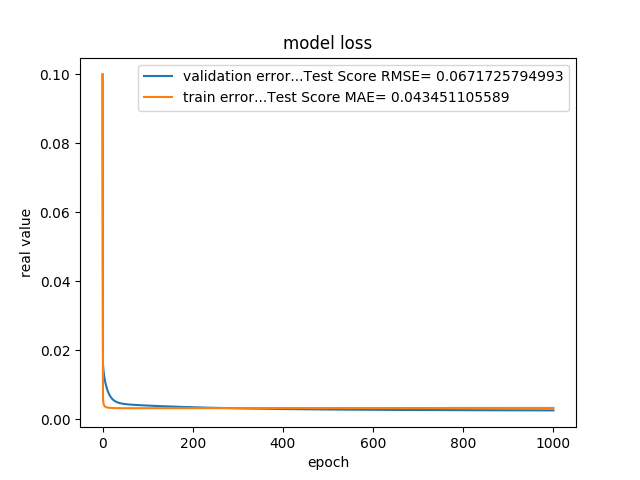 model loss
validation error...Test Score RMSE= 0.0671725794993
train error...Test Score MAE= 0.043451105589
real value
0.10
0.08
0.06
0.04
0.02
0.00
0 200 400 600 800 1000
epoch